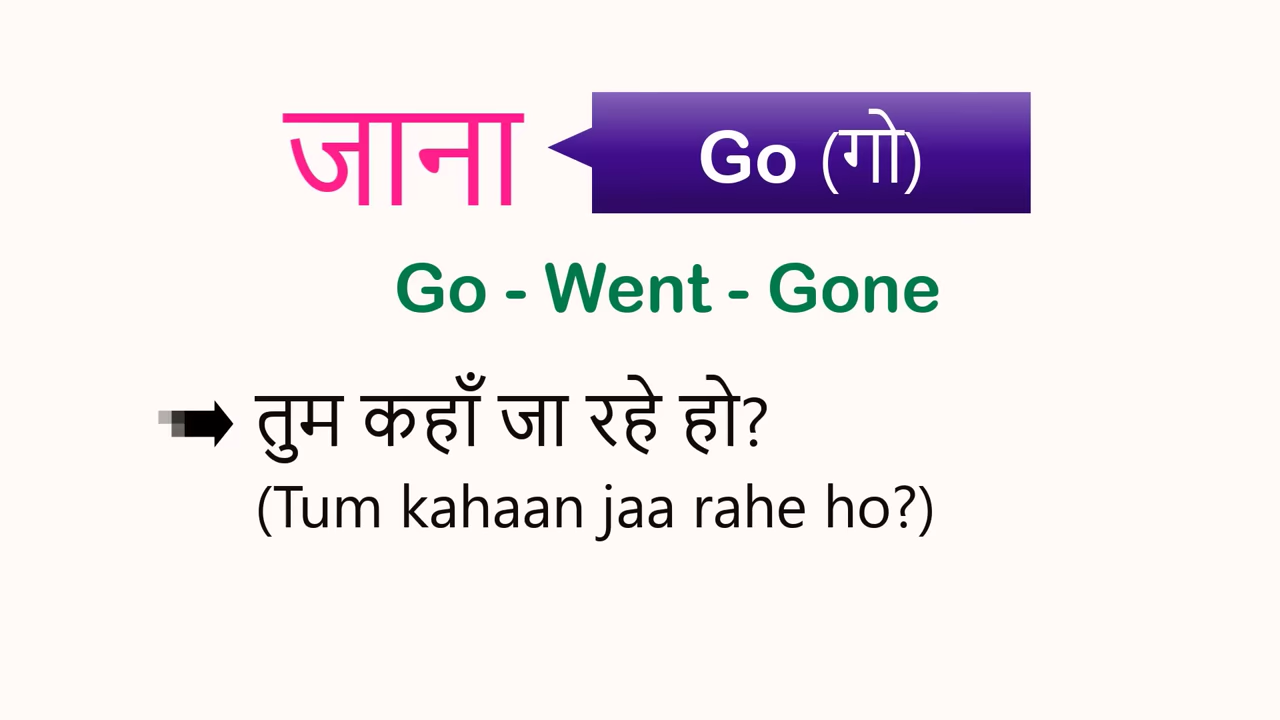 जाना Go (गो)
Go - Went - Gone
तुम कहाँ जा रहे हो?
(Tum kahaan jaa rahe ho?)